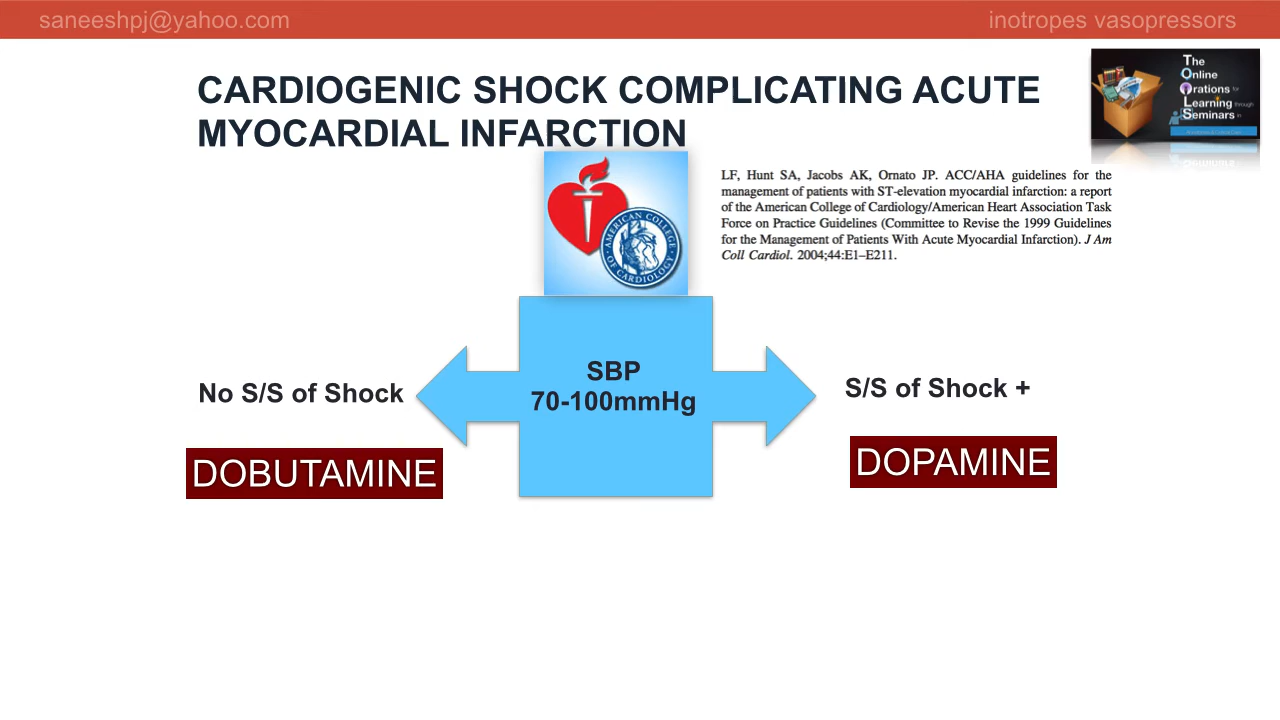 saneeshpj@yahoo.com
inotropes vasopressors
CARDIOGENIC SHOCK COMPLICATING ACUTE
MYOCARDIAL INFARCTION
The
Online
Orations for
Learning through
Seminars in
AMERICAN COLLEGE
OF CARDIOLOGY
LF, Hunt SA, Jacobs AK, Ornato JP. ACC/AHA guidelines for the
management of patients with ST-elevation myocardial infarction: a report
of the American College of Cardiology/American Heart Association Task
Force on Practice Guidelines (Committee to Revise the 1999 Guidelines
for the Management of Patients With Acute Myocardial Infarction). J Am
Coll Cardiol. 2004;44:E1–E211.
SBP
70-100mmHg
No S/S of Shock
DOBUTAMINE
S/S of Shock +
DOPAMINE